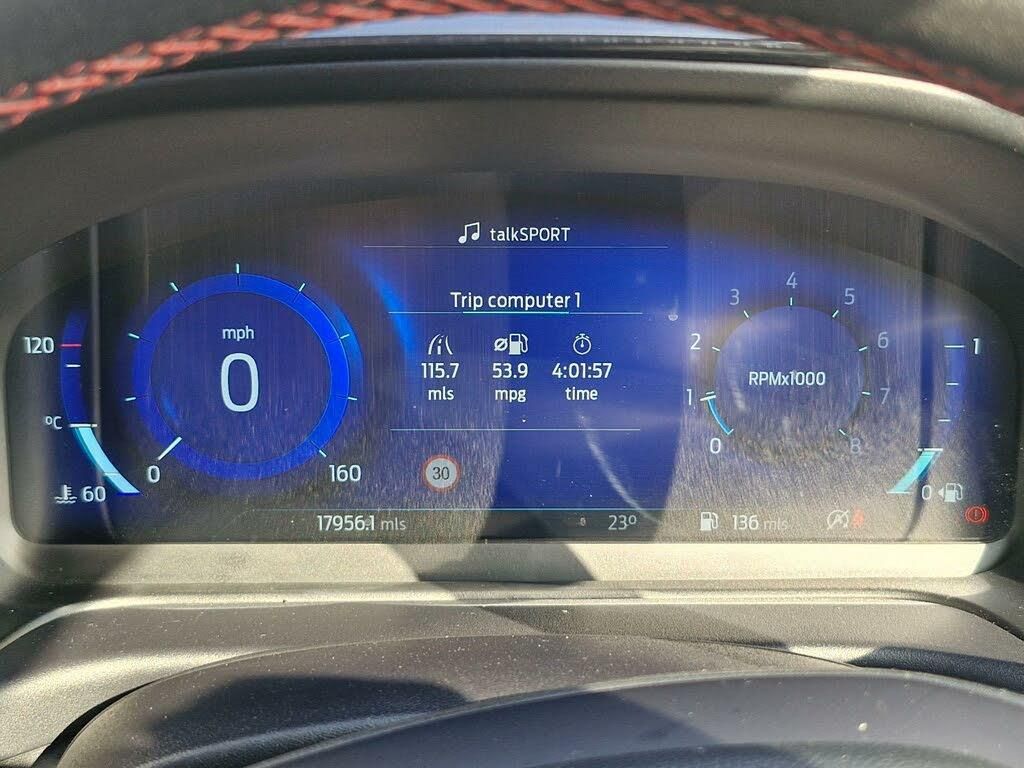 talkSPORT
Trip computer 1
115.7 53.9 4:01:57
mls mpg time
120
°C
60
mph
0
0 160
30
RPMx1000
0 1 2 3 4 5 6 7 8
1
0
17956.1 mls 23° 136 mls